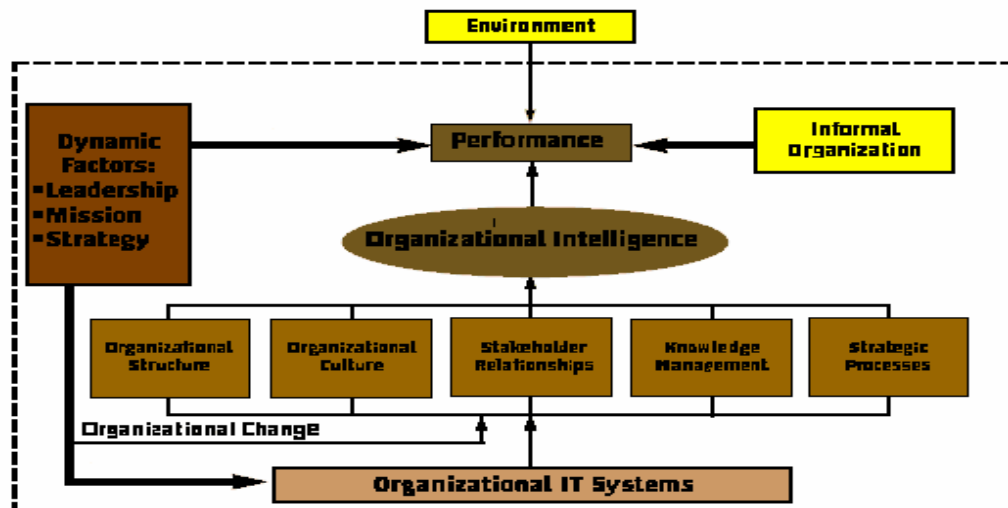 Environment
Dynamic
Factors:
▪Leadership
▪Mission
▪Strategy
Performance
Informal
Organization
Organizational Intelligence
Organizational
Structure
Organizational
Culture
Stakeholder
Relationships
Knowledge
Management
Strategic
Processes
Organizational Change
Organizational IT Systems